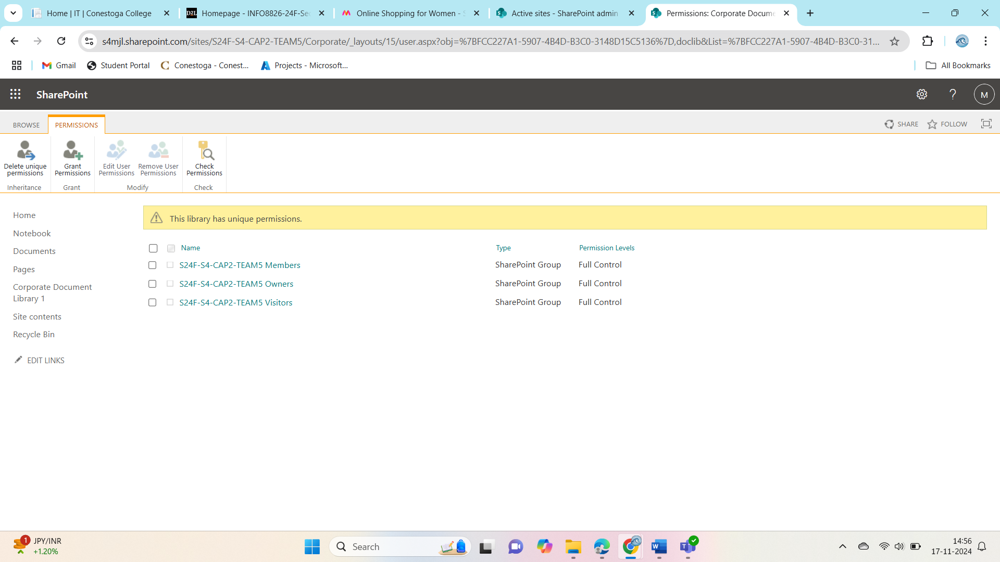 Home | IT | Conestoga College
D2L Homepage - INFO8826-24F-Sec
Online Shopping for Women - S
Active sites - SharePoint admin
Permissions: Corporate Docume
s4mjl.sharepoint.com/sites/S24F-S4-CAP2-TEAM5/Corporate/_layouts/15/user.aspx?obj=%7BFCC227A1-5907-4B4D-B3C0-3148D15C5136%7D,doclib&List=%7BFCC227A1-5907-4B4D-B3C0-31...
Gmail
Student Portal
Conestoga - Conest...
Projects - Microsoft...
All Bookmarks
SharePoint
M
BROWSE
PERMISSIONS
SHARE
FOLLOW
Delete unique
permissions
Grant
Permissions
Edit User
Permissions
Remove User
Permissions
Check
Permissions
Inheritance
Grant
Modify
Check
Home
Notebook
Documents
Pages
Corporate Document
Library 1
Site contents
Recycle Bin
EDIT LINKS
This library has unique permissions.
Name Type Permission Levels
S24F-S4-CAP2-TEAM5 Members SharePoint Group Full Control
S24F-S4-CAP2-TEAM5 Owners SharePoint Group Full Control
S24F-S4-CAP2-TEAM5 Visitors SharePoint Group Full Control
1
JPY/INR
+1.20%
Search
14:56
17-11-2024